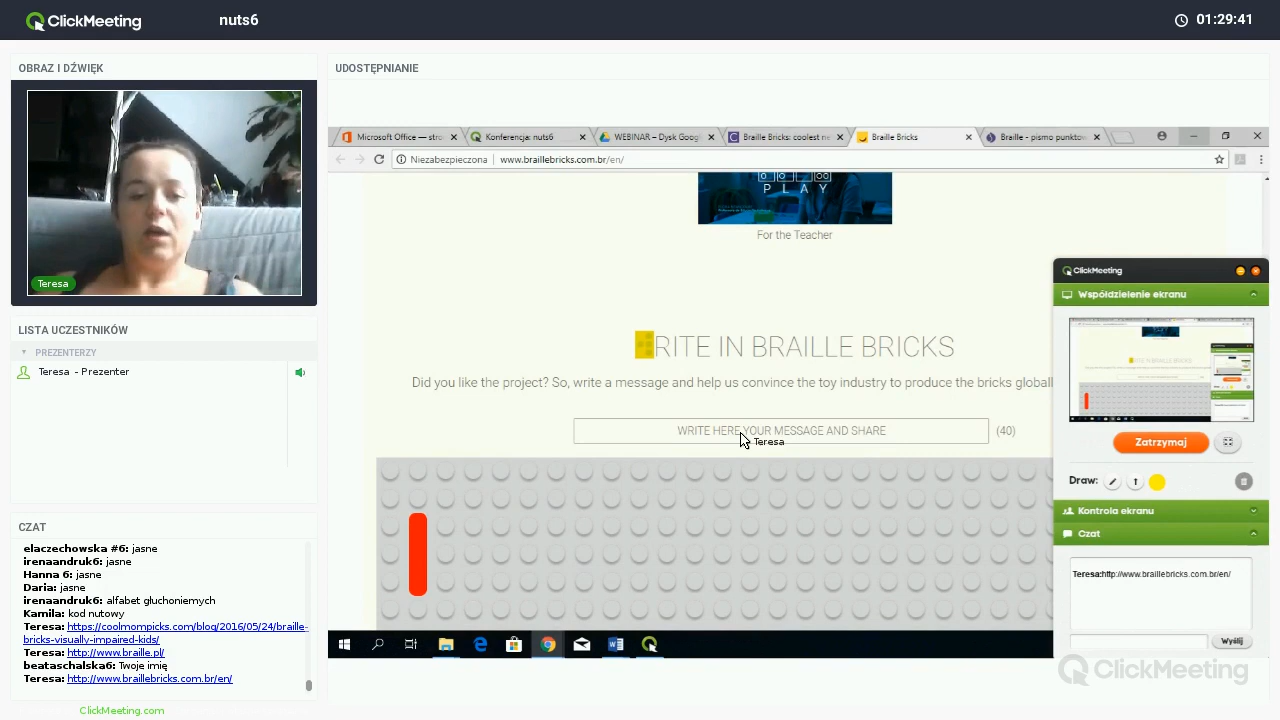 ClickMeeting
nuts6
01:29:41
OBRAZ I DŹWIĘK
Teresa
LISTA UCZESTNIKÓW
PREZENTERZY
Teresa - Prezenter
CZAT
elaczechowska #6: jasne
irenaandruk6: jasne
Hanna 6: jasne
Daria: jasne
irenaandruk6: alfabet głuchoniemych
Kamila: kod nutowy
Teresa: https://coolmompicks.com/blog/2016/05/24/braille-
bricks-visually-impaired-kids/
Teresa: http://www.braille.pl/
beataschalska6: Twoje imię
Teresa: http://www.braillebricks.com.br/en/
ClickMeeting.com
UDOSTĘPNIANIE
Microsoft Office — stro
Konferencja: nuts6
WEBINAR – Dysk Goog
Braille Bricks: coolest ne
Braille Bricks
Braille - pismo punktow
Niezabezpieczona
www.braillebricks.com.br/en/
PLAY
For the Teacher
RITE IN BRAILLE BRICKS
Did you like the project? So, write a message and help us convince the toy industry to produce the bricks globall
WRITE HERE YOUR MESSAGE AND SHARE
(40)
Teresa
ClickMeeting
Współdzielenie ekranu
Zatrzymaj
Draw:
Kontrola ekranu
Czat
Teresa:http://www.braillebricks.com.br/en/
Wyślij
ClickMeeting